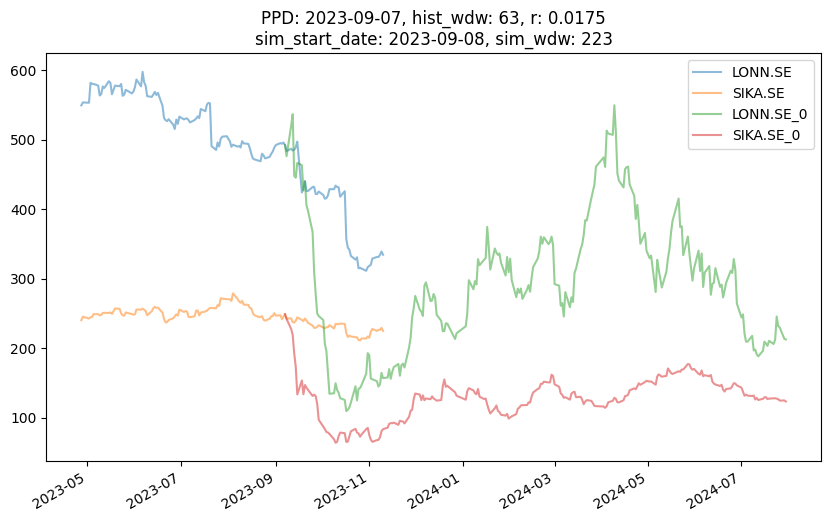 PPD: 2023-09-07, hist_wdw: 63, r: 0.0175
sim_start_date: 2023-09-08, sim_wdw: 223
LONN.SE
SIKA.SE
LONN.SE_0
SIKA.SE_0
600
500
400
300
200
100
2023-05
2023-07
2023-09
2023-11
2024-01
2024-03
2024-05
2024-07